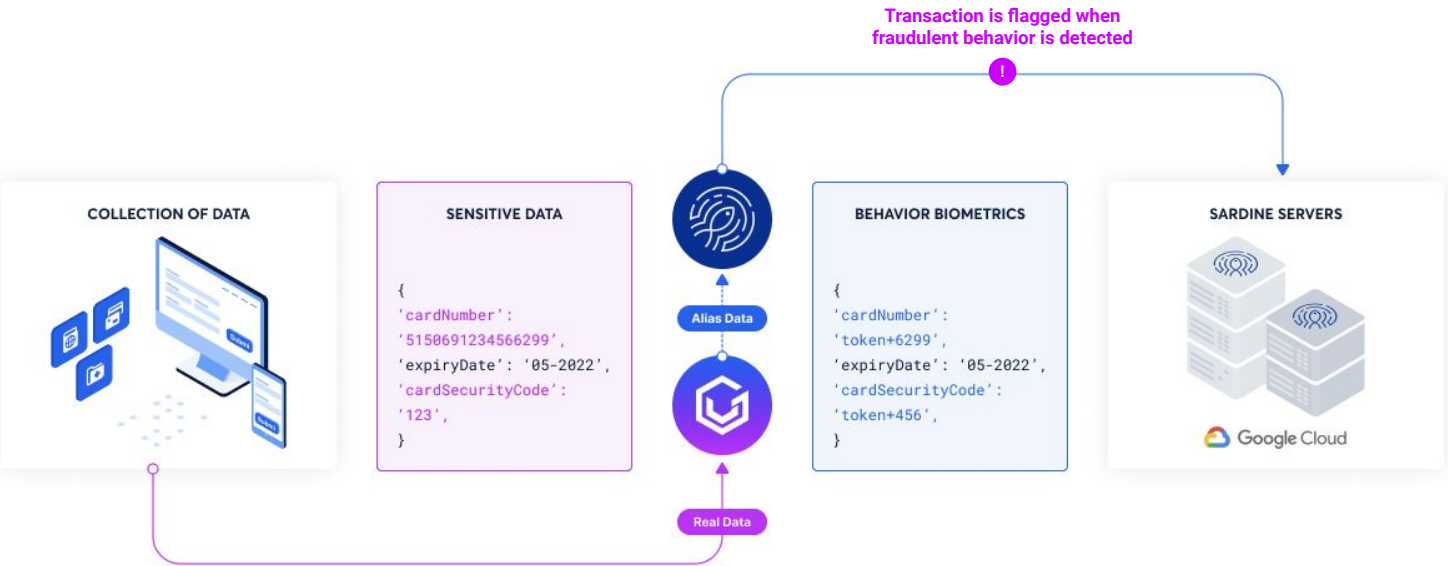 Transaction is flagged when
fraudulent behavior is detected
!
COLLECTION OF DATA
Submit
Submit
SENSITIVE DATA
{
‘cardNumber’:
‘5150691234566299’,
‘expiryDate’: ‘05-2022’,
‘cardSecurityCode’:
‘123’,
}
Alias Data
Real Data
BEHAVIOR BIOMETRICS
{
‘cardNumber’:
‘token+6299’,
‘expiryDate’: ‘05-2022’,
‘cardSecurityCode’:
‘token+456’,
}
SARDINE SERVERS
Google Cloud